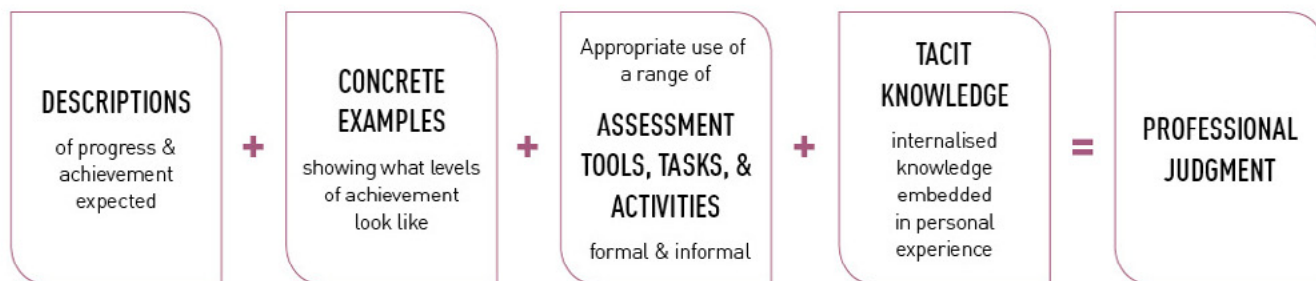 DESCRIPTIONS
of progress &
achievement
expected
+
CONCRETE
EXAMPLES
showing what levels
of achievement
look like
+
Appropriate use of
a range of
ASSESSMENT
TOOLS, TASKS, &
ACTIVITIES
formal & informal
+
TACIT
KNOWLEDGE
internalised
knowledge
embedded
in personal
experience
=
PROFESSIONAL
JUDGMENT